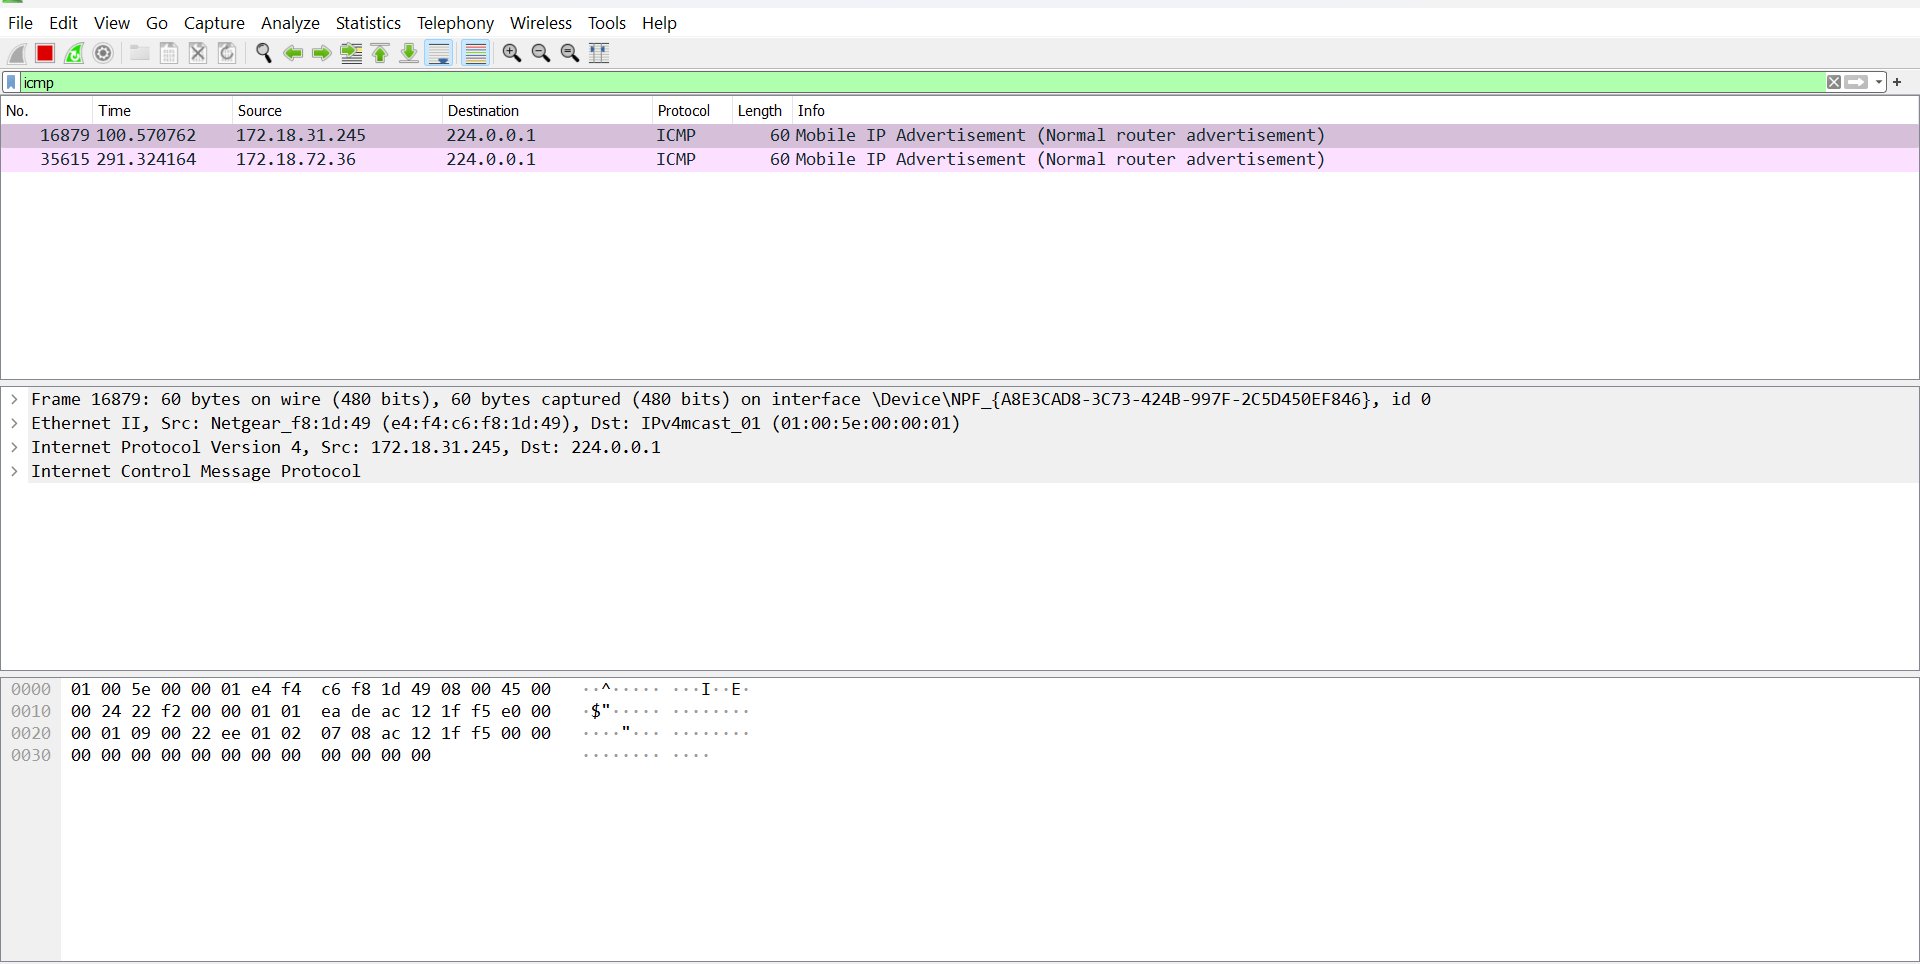 File Edit View Go Capture Analyze Statistics Telephony Wireless Tools Help
icmp
No. Time Source Destination Protocol Length Info
16879 100.570762 172.18.31.245 224.0.0.1 ICMP 60 Mobile IP Advertisement (Normal router advertisement)
35615 291.324164 172.18.72.36 224.0.0.1 ICMP 60 Mobile IP Advertisement (Normal router advertisement)
Frame 16879: 60 bytes on wire (480 bits), 60 bytes captured (480 bits) on interface \Device\NPF_{A8E3CAD8-3C73-424B-997F-2C5D450EF846}, id 0
Ethernet II, Src: Netgear_f8:1d:49 (e4:f4:c6:f8:1d:49), Dst: IPv4mcast_01 (01:00:5e:00:00:01)
Internet Protocol Version 4, Src: 172.18.31.245, Dst: 224.0.0.1
Internet Control Message Protocol
0000 01 00 5e 00 00 01 e4 f4 c6 f8 1d 49 08 00 45 00 ··^····· ···I··E·
0010 00 24 22 f2 00 00 01 01 ea de ac 12 1f f5 e0 00 ·$"····· ········
0020 00 01 09 00 22 ee 01 02 07 08 ac 12 1f f5 00 00 ····"··· ········
0030 00 00 00 00 00 00 00 00 00 00 00 00 ········ ····